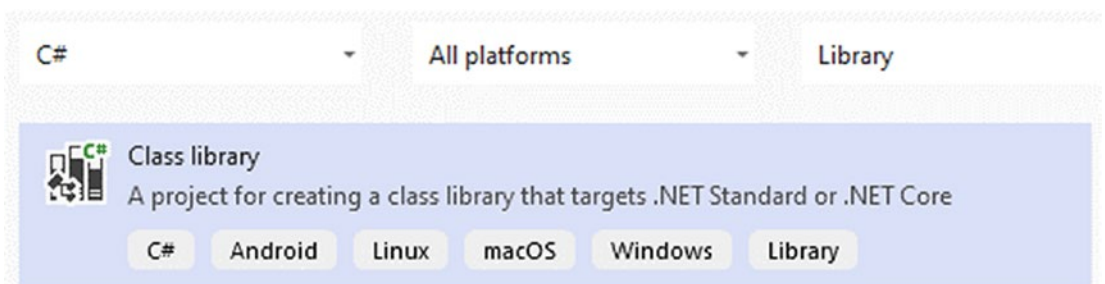 C# All platforms Library
C#
Class library
A project for creating a class library that targets .NET Standard or .NET Core
C# Android Linux macOS Windows Library